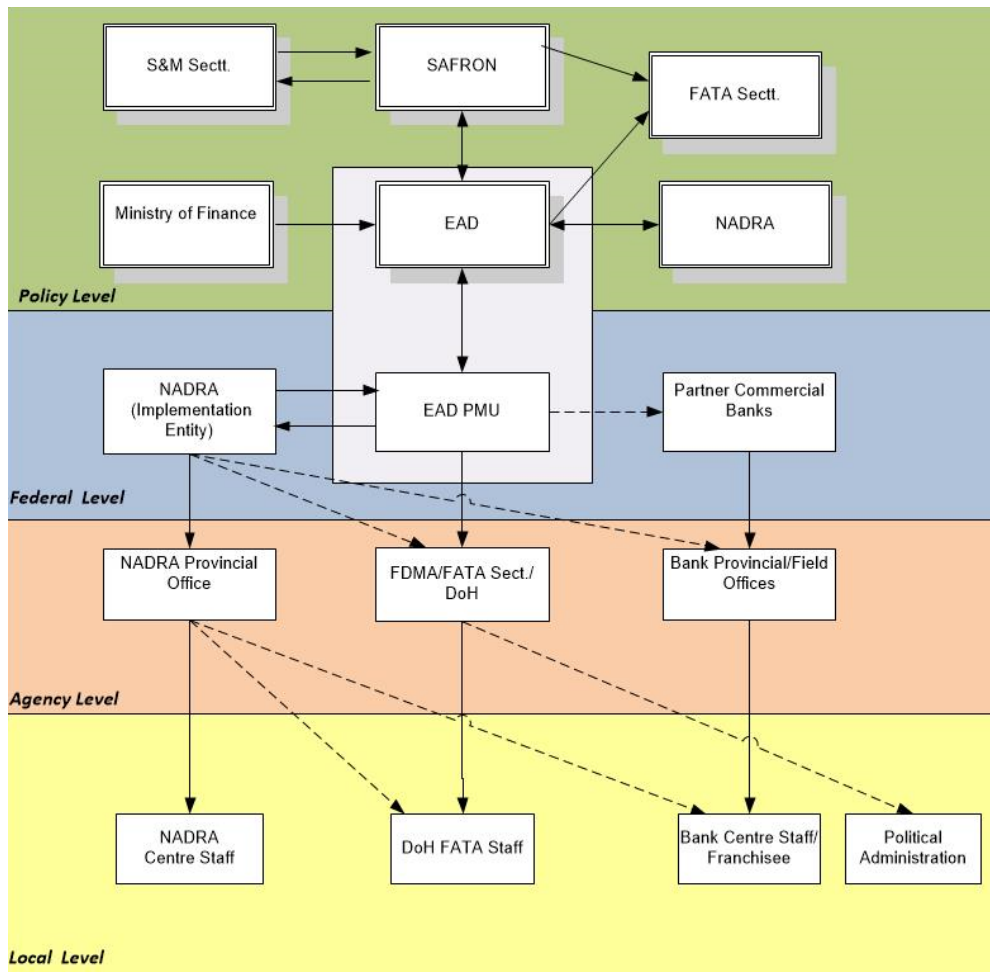 S&M Sectt.
SAFRON
FATA Sectt.
Ministry of Finance
EAD
NADRA
Policy Level
NADRA
(Implementation
Entity)
EAD PMU
Partner Commercial
Banks
Federal Level
NADRA Provincial
Office
FDMA/FATA Sect./
DoH
Bank Provincial/Field
Offices
Agency Level
NADRA
Centre Staff
DoH FATA Staff
Bank Centre Staff/
Franchisee
Political
Administration
Local Level